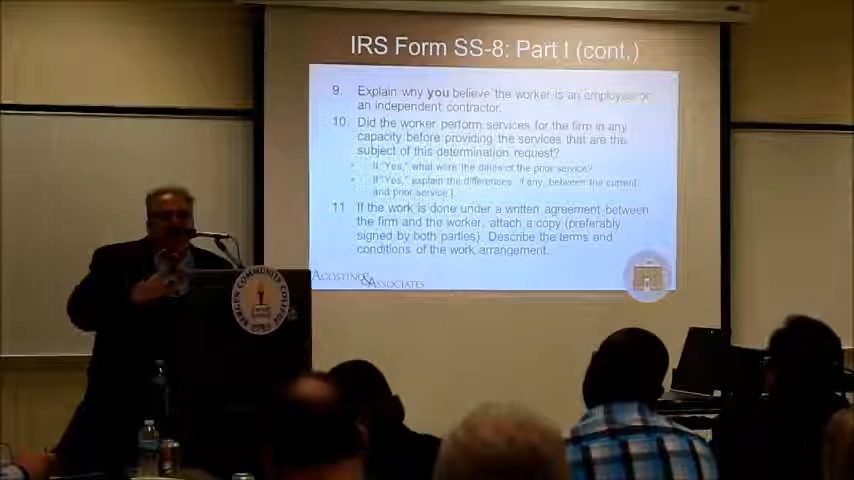 IRS Form SS-8: Part I (cont.)
9. Explain why you believe the worker is an employee or
an independent contractor.
10. Did the worker perform services for the firm in any
capacity before providing the services that are the
subject of this determination request?
• If "Yes," what were the dates of the prior service?
• If "Yes," explain the differences, if any, between the current
and prior service.]
11 If the work is done under a written agreement between
the firm and the worker, attach a copy (preferably
signed by both parties). Describe the terms and
conditions of the work arrangement.
AGOSTINO & ASSOCIATES
BERGEN COMMUNITY COLLEGE